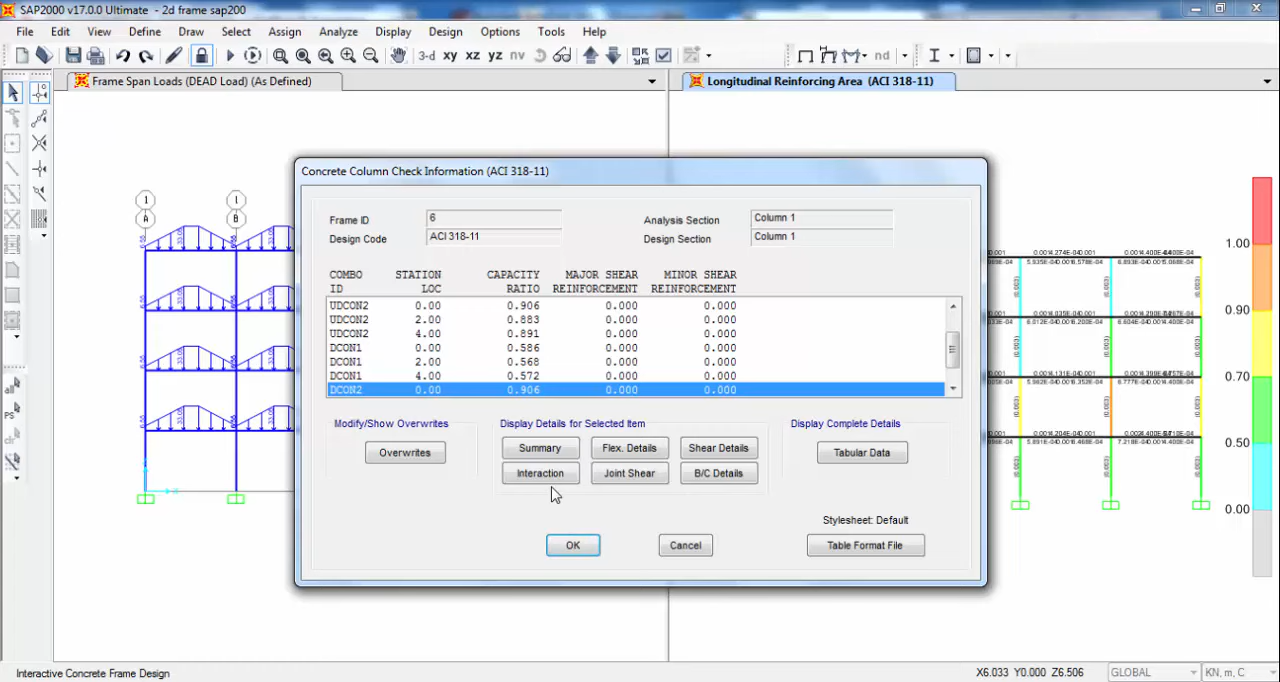 SAP2000 v17.0.0 Ultimate - 2d frame sap200
File Edit View Define Draw Select Assign Analyze Display Design Options Tools Help
3-d xy xz yz nv nd
Frame Span Loads (DEAD Load) (As Defined)
Longitudinal Reinforcing Area (ACI 318-11)
Concrete Column Check Information (ACI 318-11)
Frame ID 6 Analysis Section Column 1
Design Code ACI 318-11 Design Section Column 1
COMBO STATION CAPACITY MAJOR SHEAR MINOR SHEAR
ID LOC RATIO REINFORCEMENT REINFORCEMENT
UDCON2 0.00 0.906 0.000 0.000
UDCON2 2.00 0.883 0.000 0.000
UDCON2 4.00 0.891 0.000 0.000
DCON1 0.00 0.586 0.000 0.000
DCON1 2.00 0.568 0.000 0.000
DCON1 4.00 0.572 0.000 0.000
DCON2 0.00 0.906 0.000 0.000
Modify/Show Overwrites
Overwrites
Display Details for Selected Item
Summary Flex. Details Shear Details
Interaction Joint Shear B/C Details
Display Complete Details
Tabular Data
Stylesheet: Default
OK Cancel Table Format File
1 1
A B
1.00
0.90
0.70
0.50
0.00
all
PS
clr
Interactive Concrete Frame Design
X6.033 Y0.000 Z6.506
GLOBAL
KN, m, C